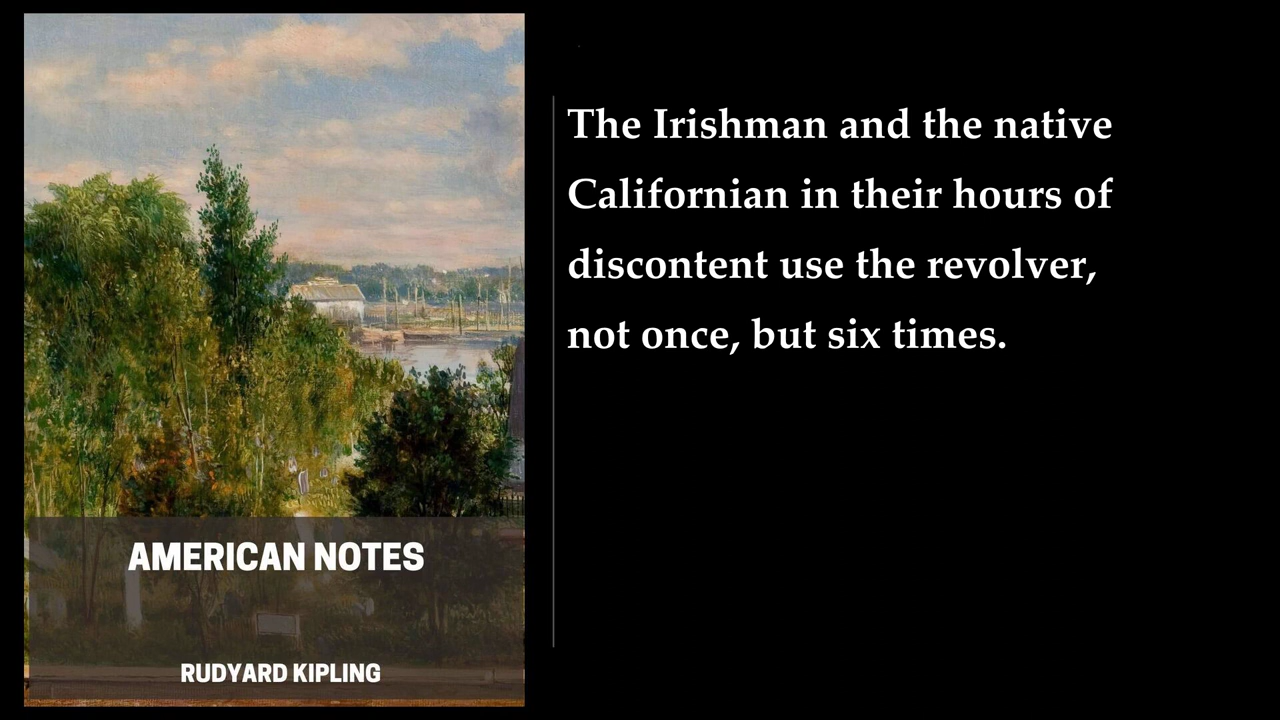 The Irishman and the native
Californian in their hours of
discontent use the revolver,
not once, but six times.
AMERICAN NOTES
RUDYARD KIPLING